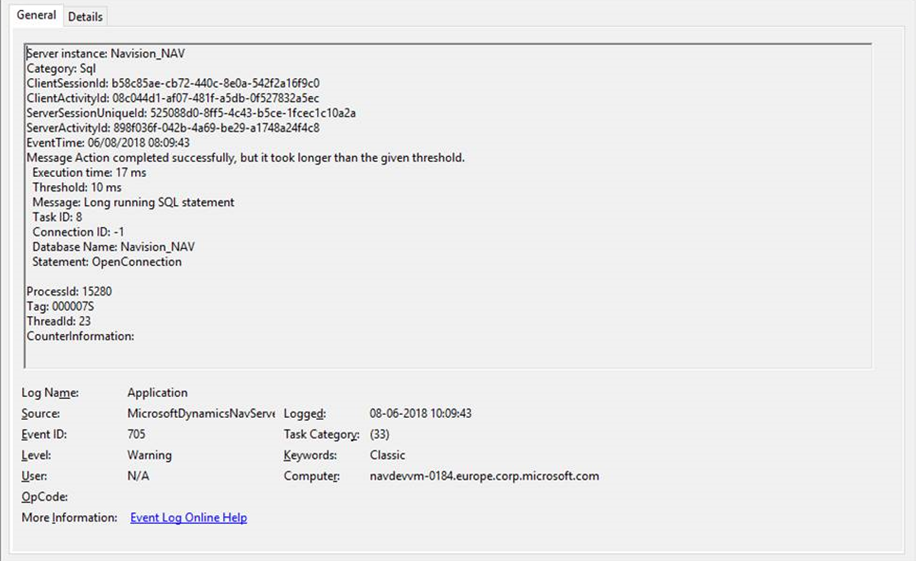 General
Details
Server instance: Navision_NAV
Category: Sql
ClientSessionId: b58c85ae-cb72-440c-8e0a-542f2a16f9c0
ClientActivityId: 08c044d1-af07-481f-a5db-0f527832a5ec
ServerSessionUniqueId: 525088d0-8ff5-4c43-b5ce-1fcec1c10a2a
ServerActivityId: 898f036f-042b-4a69-be29-a1748a24f4c8
EventTime: 06/08/2018 08:09:43
Message Action completed successfully, but it took longer than the given threshold.
Execution time: 17 ms
Threshold: 10 ms
Message: Long running SQL statement
Task ID: 8
Connection ID: -1
Database Name: Navision_NAV
Statement: OpenConnection
ProcessId: 15280
Tag: 000007S
ThreadId: 23
CounterInformation:
Log Name: Application
Source: MicrosoftDynamicsNavServe Logged: 08-06-2018 10:09:43
Event ID: 705 Task Category: (33)
Level: Warning Keywords: Classic
User: N/A Computer: navdevvm-0184.europe.corp.microsoft.com
OpCode:
More Information: Event Log Online Help